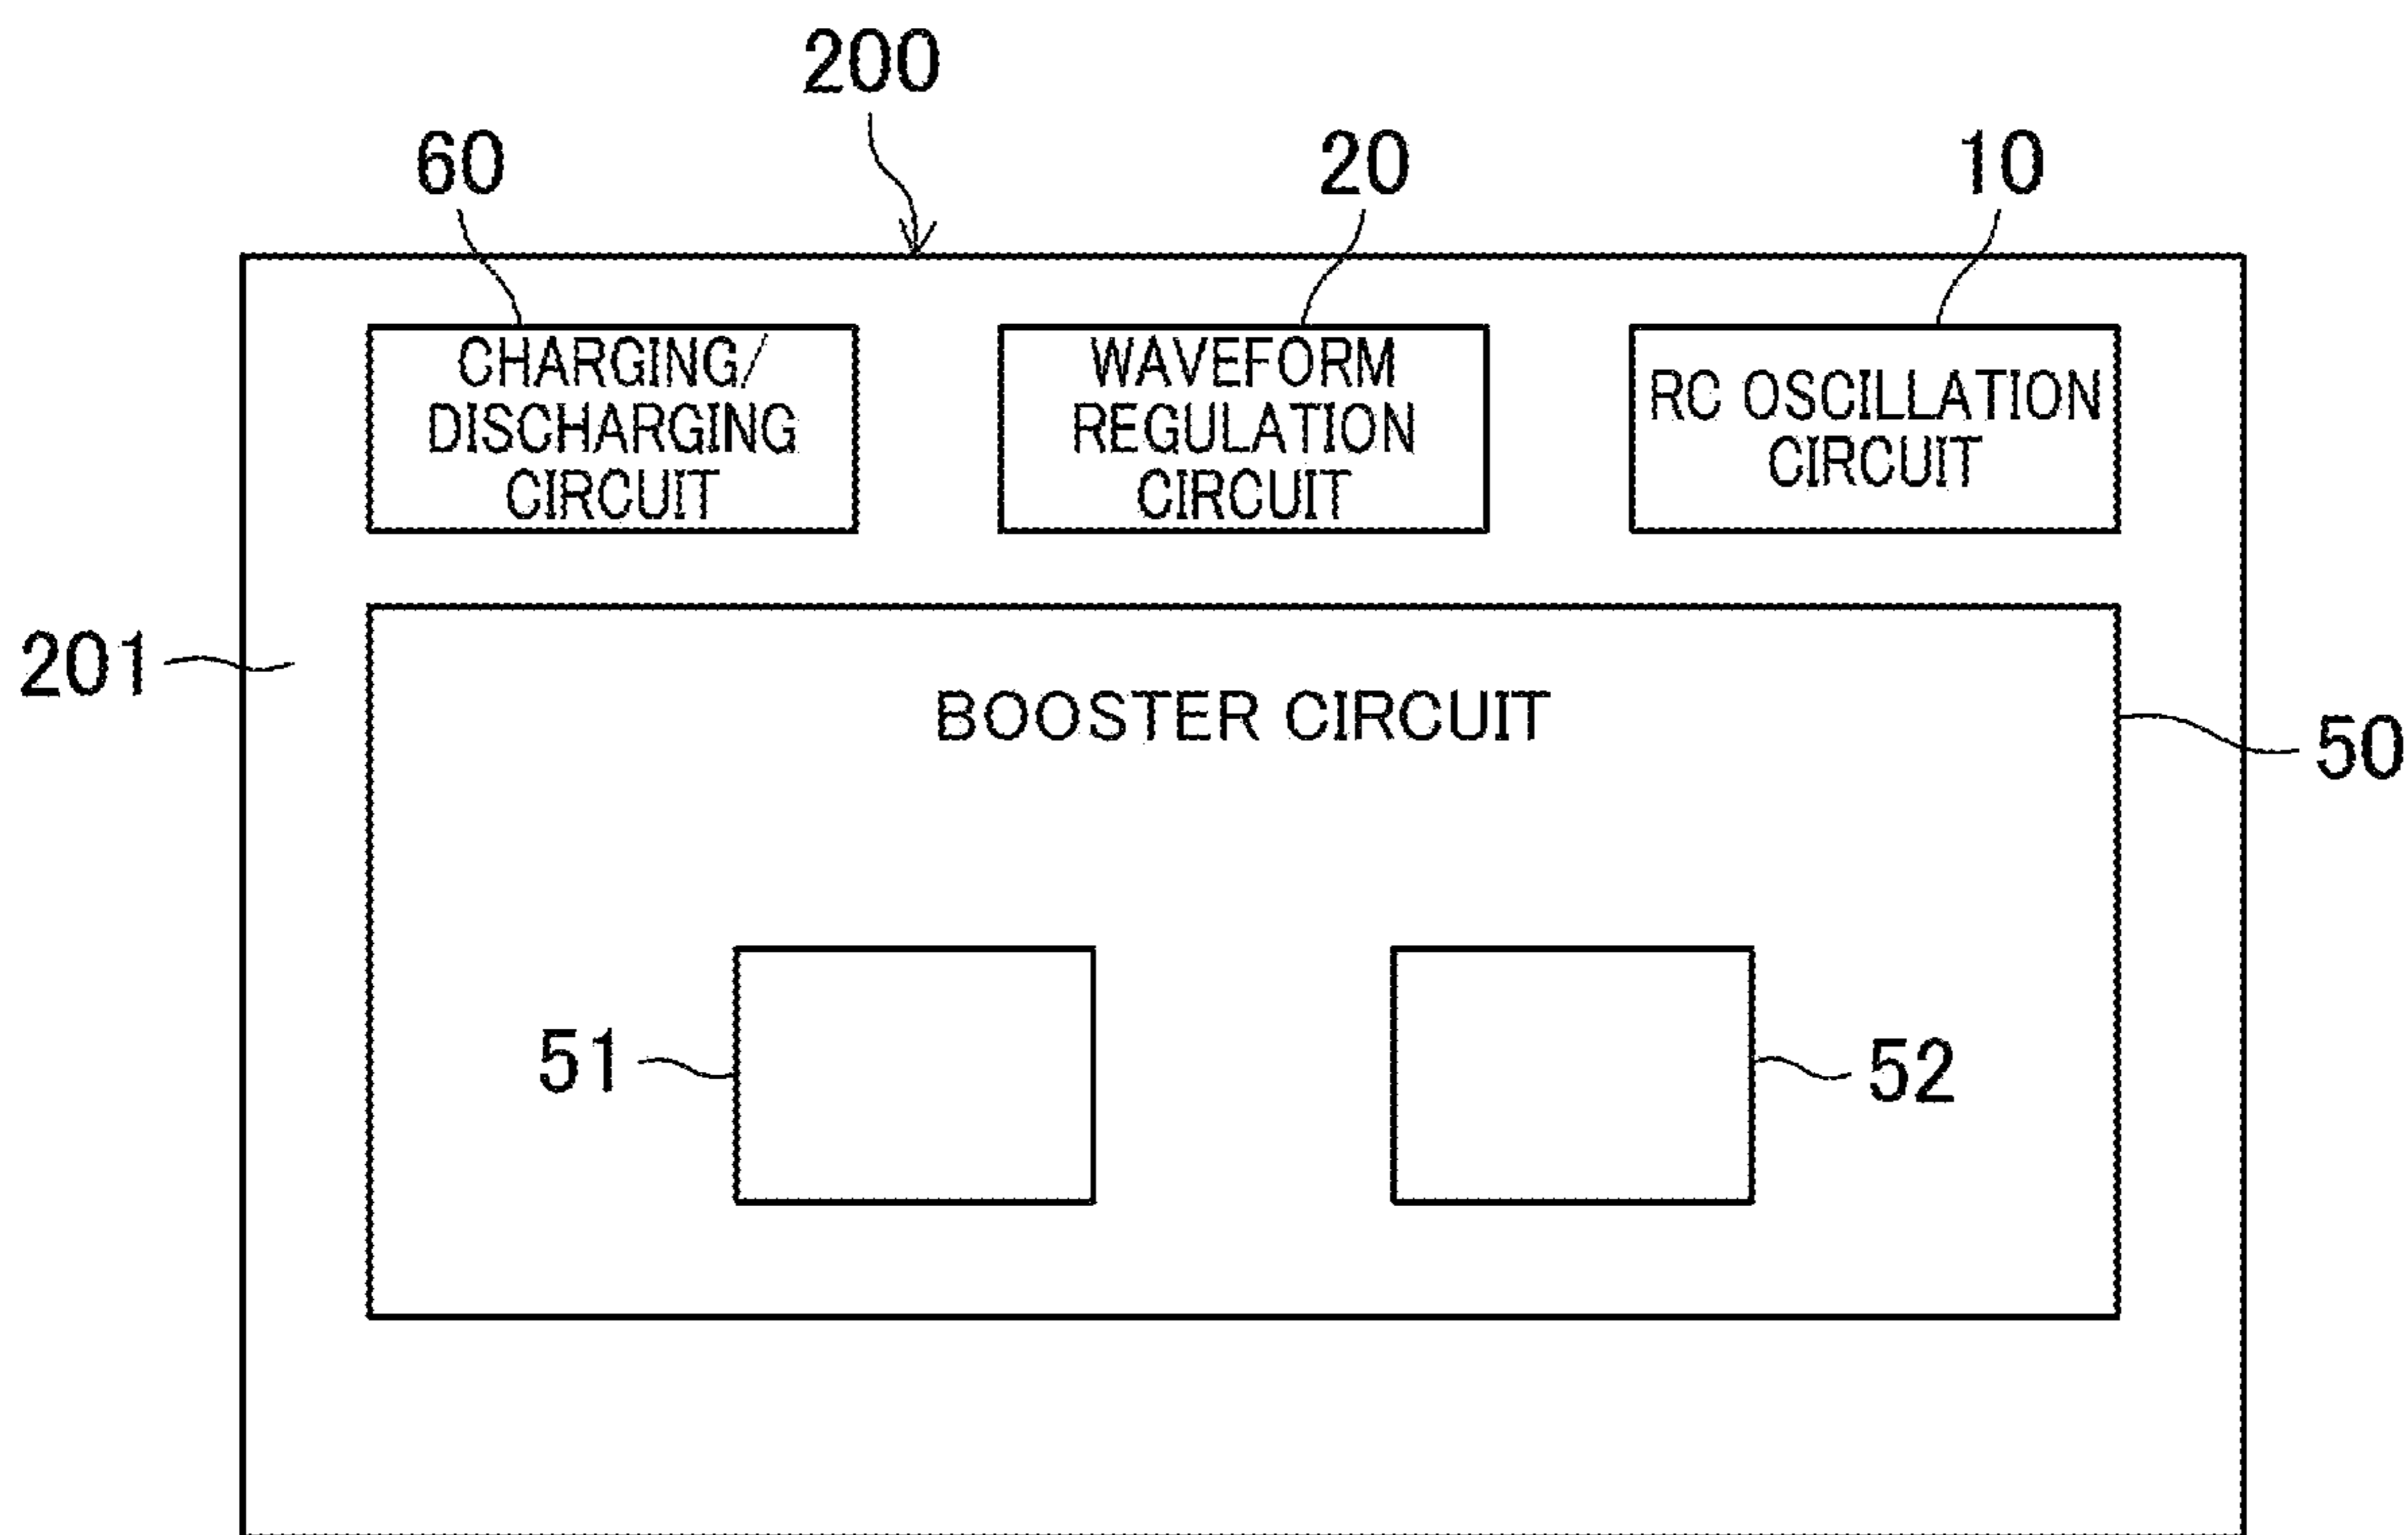 200
60
20
10
CHARGING/
DISCHARGING
CIRCUIT
WAVEFORM
REGULATION
CIRCUIT
RC OSCILLATION
CIRCUIT
201
BOOSTER CIRCUIT
50
51
52